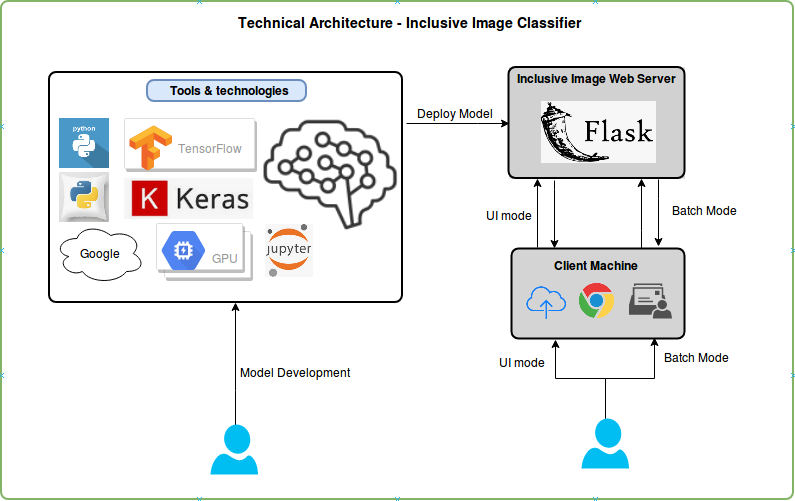 Technical Architecture - Inclusive Image Classifier
Tools & technologies
python
TensorFlow
K Keras
Google
GPU
jupyter
Model Development
Deploy Model
Inclusive Image Web Server
Flask
UI mode
Batch Mode
Client Machine
UI mode
Batch Mode